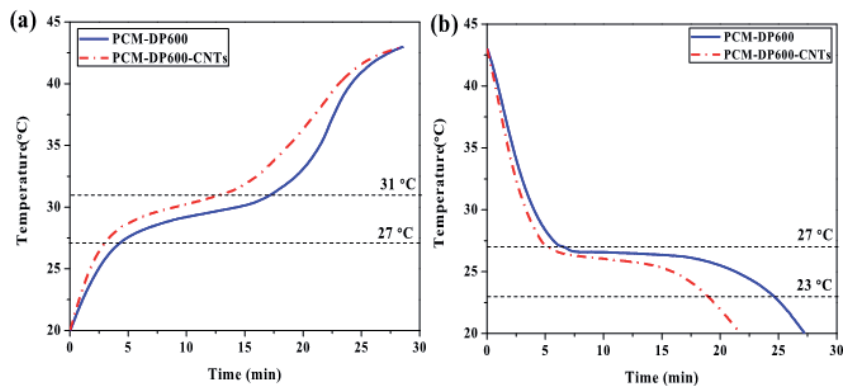 (a)
PCM-DP600
PCM-DP600-CNTs
Temperature(°C)
45
40
35
30
25
20
31 °C
27 °C
0 5 10 15 20 25 30
Time (min)
(b)
PCM-DP600
PCM-DP600-CNTs
Temperature(°C)
45
40
35
30
25
20
27 °C
23 °C
0 5 10 15 20 25 30
Time (min)